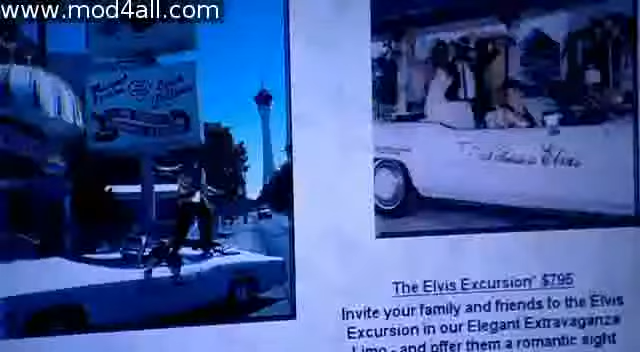 www.mod4all.com
The Elvis Excursion" $795
Invite your family and friends to the Elvis
Excursion in our Elegant Extravaganza
Limo - and offer them a romantic sight